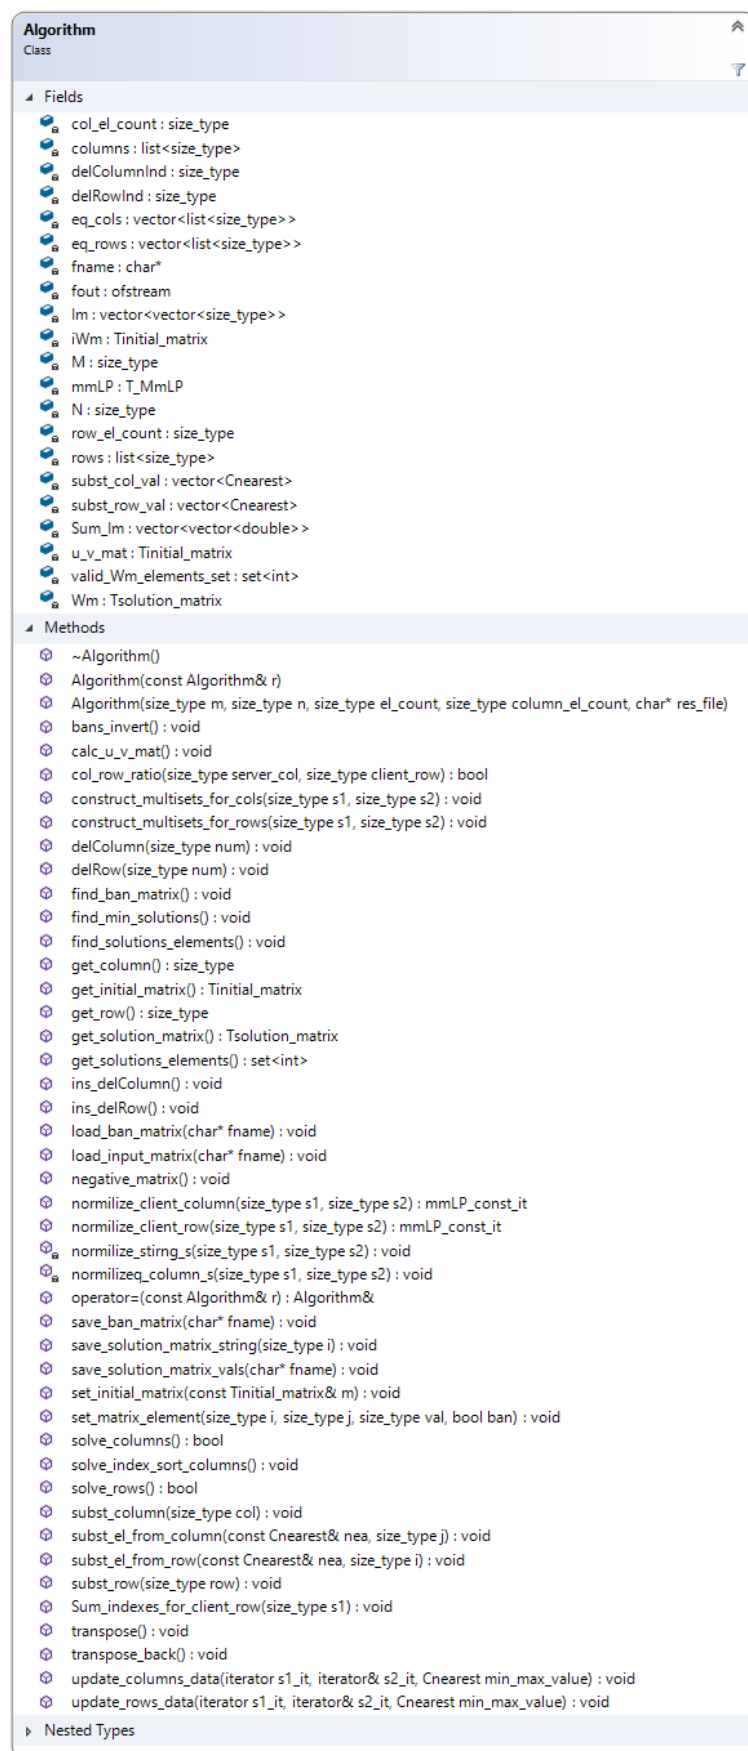 Algorithm
Class
Fields
col_el_count : size_type
columns : list<size_type>
delColumnInd : size_type
delRowInd : size_type
eq_cols : vector<list<size_type>>
eq_rows : vector<list<size_type>>
fname : char*
fout : ofstream
Im : vector<vector<size_type>>
iWm : Tinitial_matrix
M : size_type
mmLP : T_MmLP
N : size_type
row_el_count : size_type
rows : list<size_type>
subst_col_val : vector<Cnearest>
subst_row_val : vector<Cnearest>
Sum_Im : vector<vector<double>>
u_v_mat : Tinitial_matrix
valid_Wm_elements_set : set<int>
Wm : Tsolution_matrix
Methods
~Algorithm()
Algorithm(const Algorithm& r)
Algorithm(size_type m, size_type n, size_type el_count, size_type column_el_count, char* res_file)
bans_invert() : void
calc_u_v_mat() : void
col_row_ratio(size_type server_col, size_type client_row) : bool
construct_multisets_for_cols(size_type s1, size_type s2) : void
construct_multisets_for_rows(size_type s1, size_type s2) : void
delColumn(size_type num) : void
delRow(size_type num) : void
find_ban_matrix() : void
find_min_solutions() : void
find_solutions_elements() : void
get_column() : size_type
get_initial_matrix() : Tinitial_matrix
get_row() : size_type
get_solution_matrix() : Tsolution_matrix
get_solutions_elements() : set<int>
ins_delColumn() : void
ins_delRow() : void
load_ban_matrix(char* fname) : void
load_input_matrix(char* fname) : void
negative_matrix() : void
normilize_client_column(size_type s1, size_type s2) : mmLP_const_it
normilize_client_row(size_type s1, size_type s2) : mmLP_const_it
normilize_stirng_s(size_type s1, size_type s2) : void
normilizeq_column_s(size_type s1, size_type s2) : void
operator=(const Algorithm& r) : Algorithm&
save_ban_matrix(char* fname) : void
save_solution_matrix_string(size_type i) : void
save_solution_matrix_vals(char* fname) : void
set_initial_matrix(const Tinitial_matrix& m) : void
set_matrix_element(size_type i, size_type j, size_type val, bool ban) : void
solve_columns() : bool
solve_index_sort_columns() : void
solve_rows() : bool
subst_column(size_type col) : void
subst_el_from_column(const Cnearest& nea, size_type j) : void
subst_el_from_row(const Cnearest& nea, size_type i) : void
subst_row(size_type row) : void
Sum_indexes_for_client_row(size_type s1) : void
transpose() : void
transpose_back() : void
update_columns_data(iterator s1_it, iterator& s2_it, Cnearest min_max_value) : void
update_rows_data(iterator s1_it, iterator& s2_it, Cnearest min_max_value) : void
Nested Types